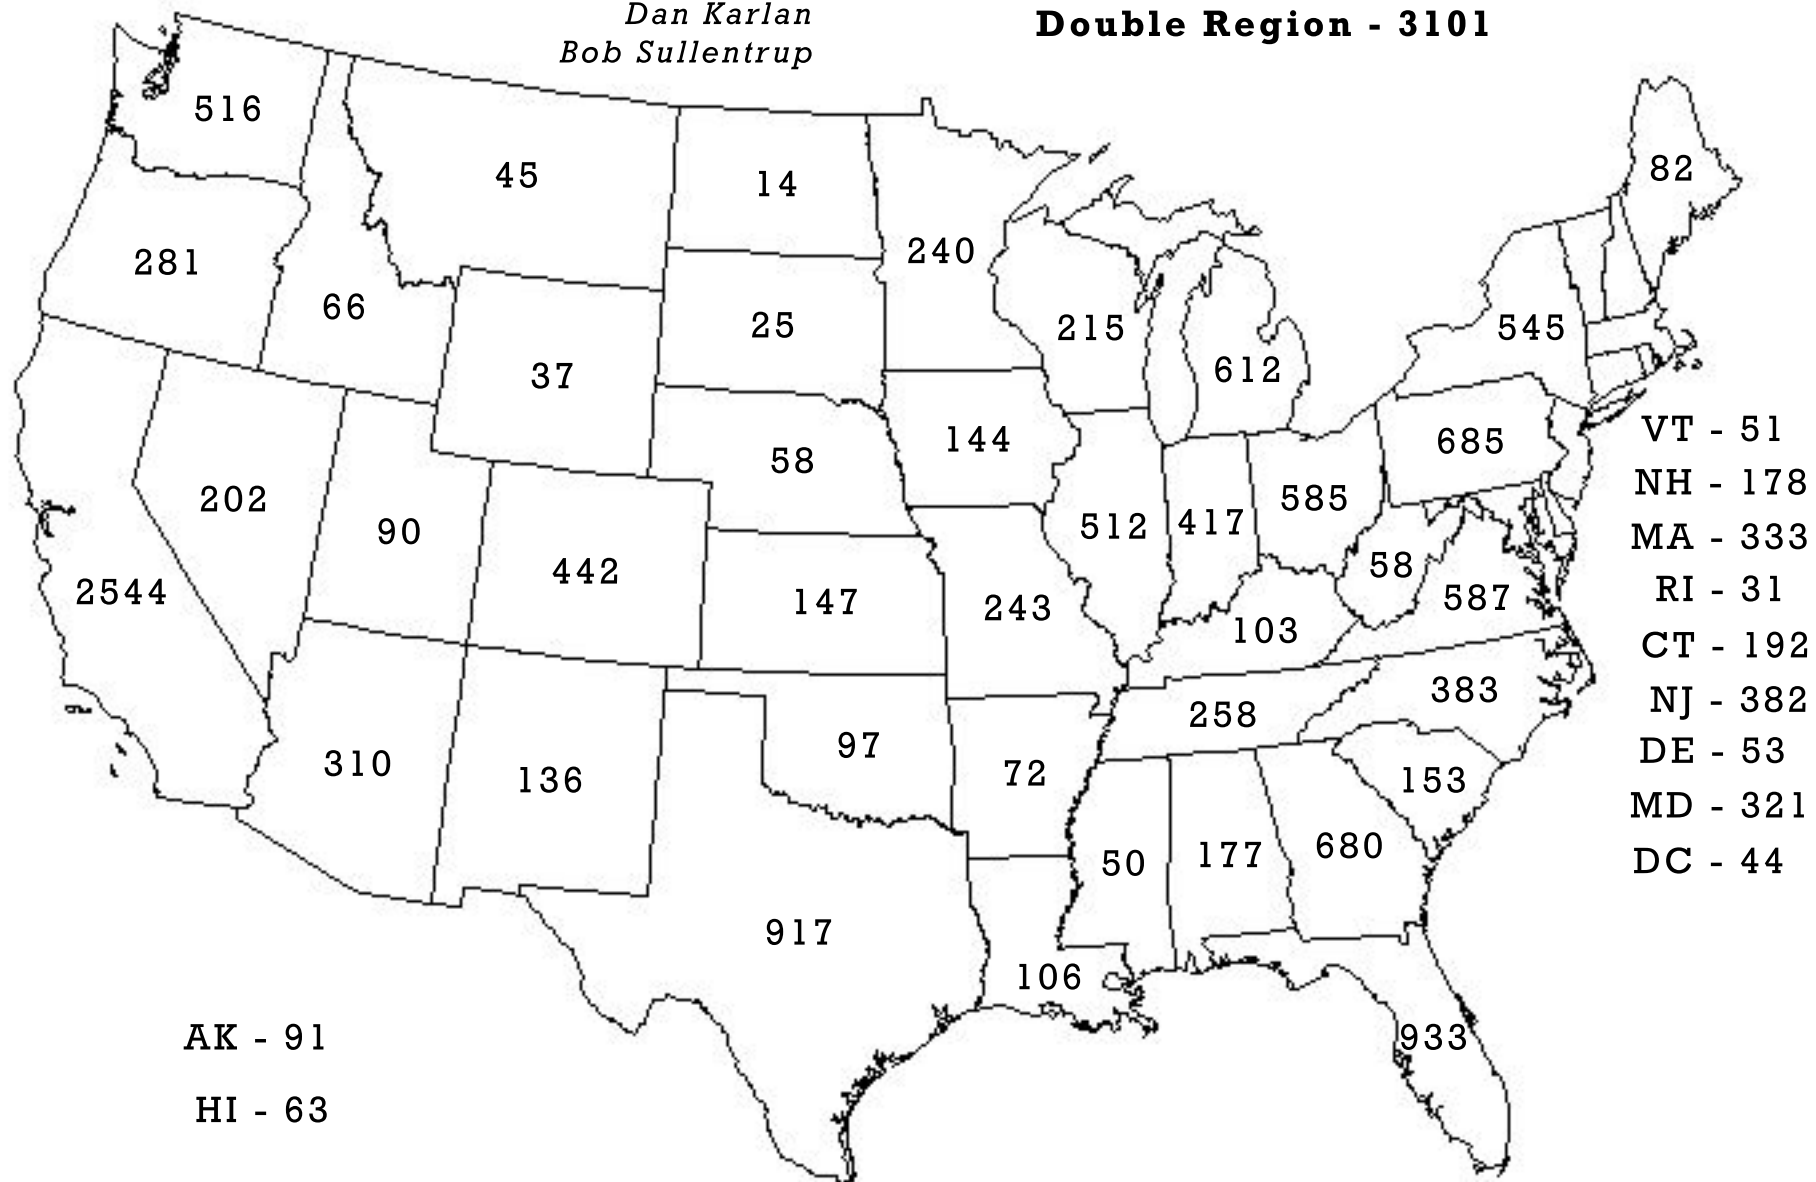 Dan Karlan
Bob Sullentrup
Double Region - 3101
516
45
14
82
281
240
66
25
215
545
37
612
144
685
58
VT - 51
202
90
512
417
585
NH - 178
442
58
MA - 333
2544
147
243
103
587
RI - 31
CT - 192
258
383
NJ - 382
310
136
97
72
153
DE - 53
MD - 321
50
177
680
DC - 44
917
106
AK - 91
933
HI - 63